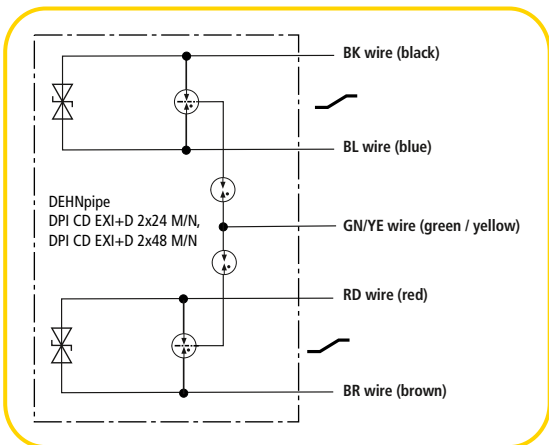 BK wire (black)
BL wire (blue)
DEHNpipe
DPI CD EXI+D 2x24 M/N,
DPI CD EXI+D 2x48 M/N
GN/YE wire (green / yellow)
RD wire (red)
BR wire (brown)